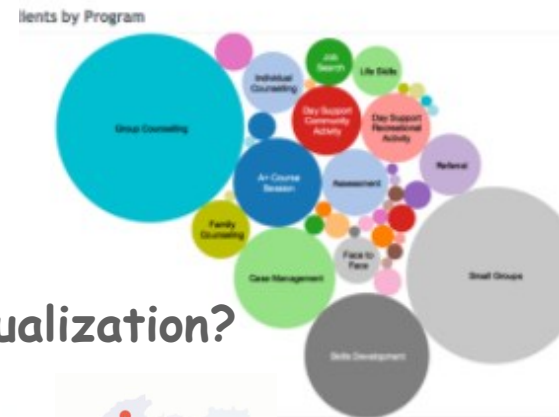 lients by Program
Job
Search
Life Skills
Individual
Counseling
Day Support
Community
Activity
Day Support
Recreational
Activity
Group Counseling
Referral
A+ Course
Session
Assessment
Family
Counseling
Face to
Face
Case Management
Small Groups
ualization?
Skills Development